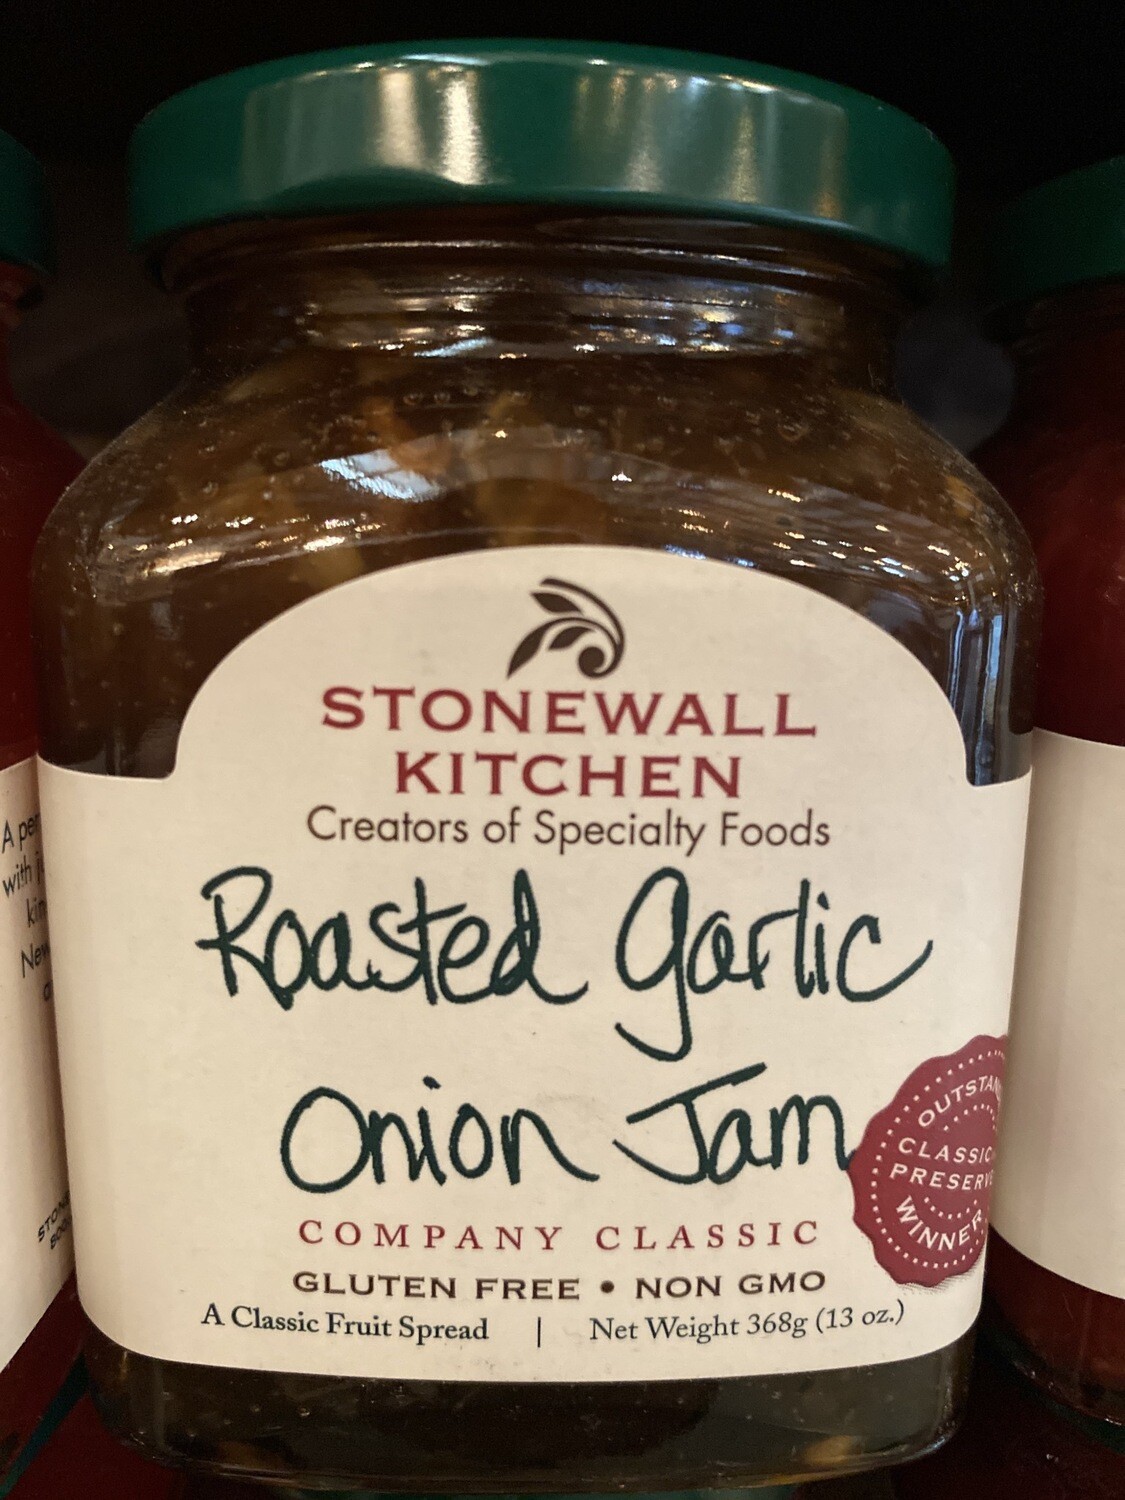 STONEWALL
KITCHEN
Creators of Specialty Foods
Roasted Garlic
Onion Jam
COMPANY CLASSIC
GLUTEN FREE • NON GMO
A Classic Fruit Spread | Net Weight 368g (13 oz.)
CLASSIC
WINNER
A
with